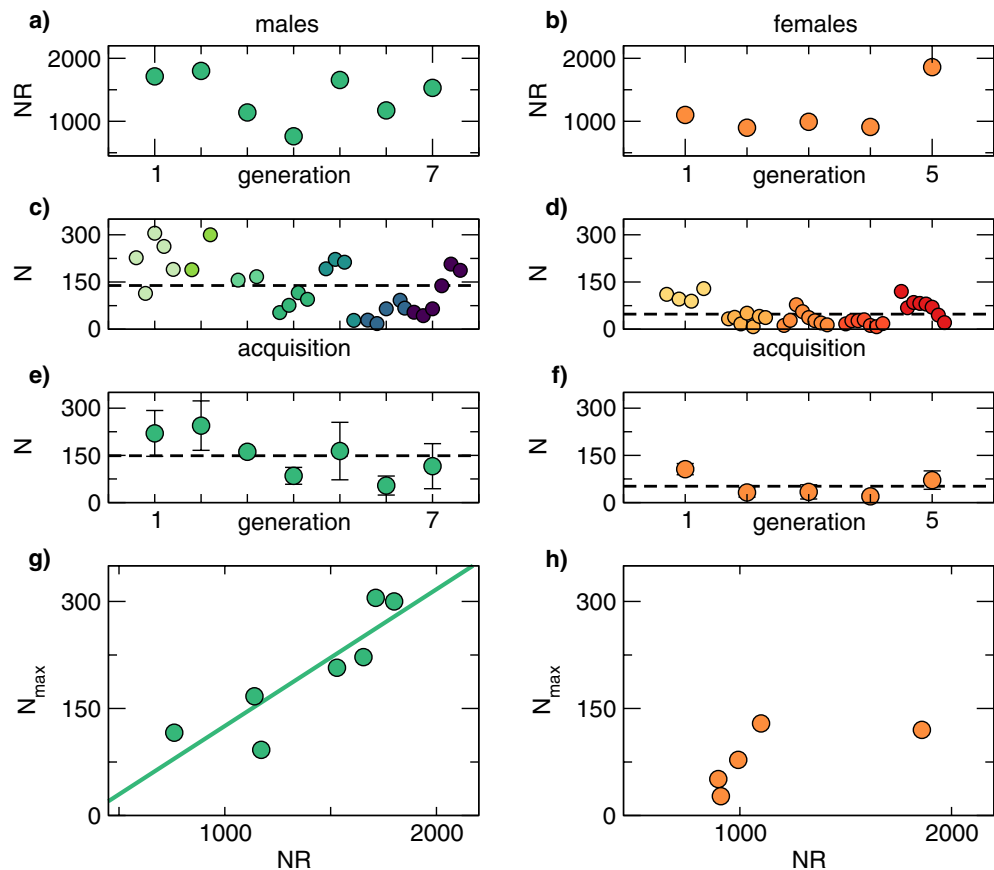 a) males
2000
NR
1000
1 generation 7
b) females
2000
NR
1000
1 generation 5
c)
300
N
150
0
acquisition
d)
300
N
150
0
acquisition
e)
300
N
150
0
1 generation 7
f)
300
N
150
0
1 generation 5
g)
300
Nmax
150
0
1000 2000
NR
h)
300
Nmax
150
0
1000 2000
NR